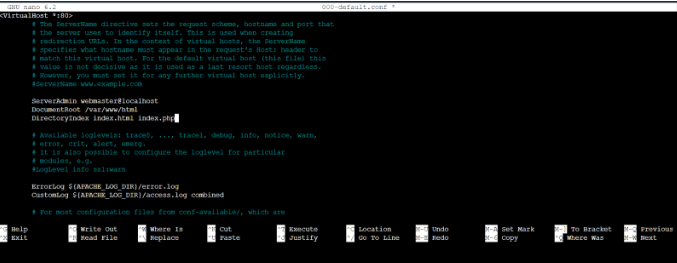 GNU nano 6.2 000-default.conf *
<VirtualHost *:80>
# The ServerName directive sets the request scheme, hostname and port that
# the server uses to identify itself. This is used when creating
# redirection URLs. In the context of virtual hosts, the ServerName
# specifies what hostname must appear in the request's Host: header to
# match this virtual host. For the default virtual host (this file) this
# value is not decisive as it is used as a last resort host regardless.
# However, you must set it for any further virtual host explicitly.
#ServerName www.example.com
ServerAdmin webmaster@localhost
DocumentRoot /var/www/html
DirectoryIndex index.html index.php
# Available loglevels: trace8, ..., trace1, debug, info, notice, warn,
# error, crit, alert, emerg.
# It is also possible to configure the loglevel for particular
# modules, e.g.
#LogLevel info ssl:warn
ErrorLog ${APACHE_LOG_DIR}/error.log
CustomLog ${APACHE_LOG_DIR}/access.log combined
# For most configuration files from conf-available/, which are
^G Help ^O Write Out ^W Where Is ^K Cut ^T Execute ^C Location M-U Undo M-A Set Mark M-] To Bracket M-Q Previous
^X Exit ^R Read File ^\ Replace ^U Paste ^J Justify ^/ Go To Line M-E Redo M-6 Copy ^Q Where Was M-W Next